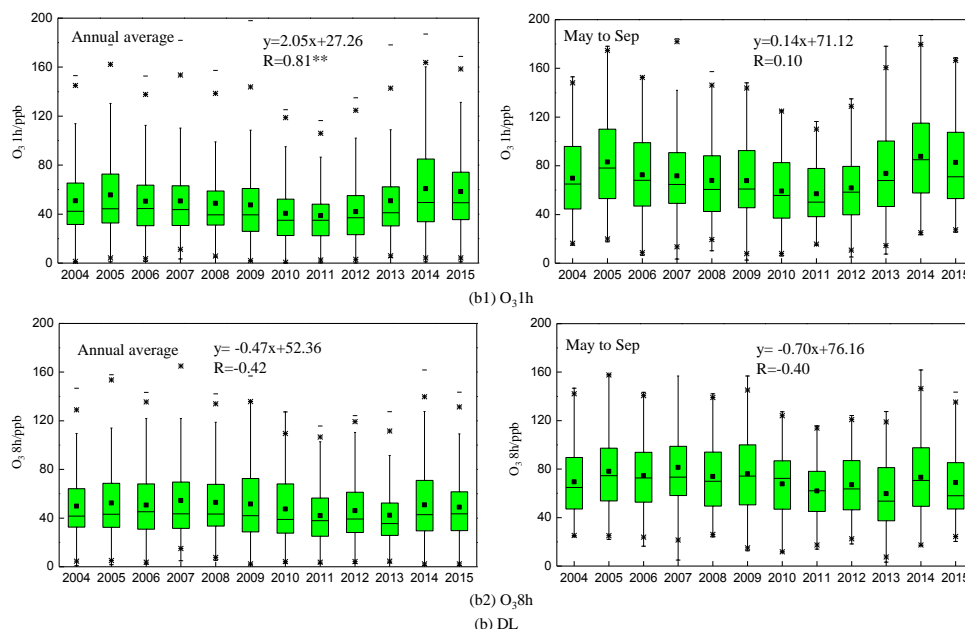 200
160
120
80
40
0
O3 1h/ppb
Annual average
y=2.05x+27.26
R=0.81**
2004 2005 2006 2007 2008 2009 2010 2011 2012 2013 2014 2015
200
160
120
80
40
0
O3 1h/ppb
May to Sep
y=0.14x+71.12
R=0.10
2004 2005 2006 2007 2008 2009 2010 2011 2012 2013 2014 2015
(b1) O31h
200
160
120
80
40
0
O3 8h/ppb
Annual average
y= -0.47x+52.36
R=-0.42
2004 2005 2006 2007 2008 2009 2010 2011 2012 2013 2014 2015
200
160
120
80
40
0
O3 8h/ppb
May to Sep
y= -0.70x+76.16
R=-0.40
2004 2005 2006 2007 2008 2009 2010 2011 2012 2013 2014 2015
(b2) O38h
(b) DL